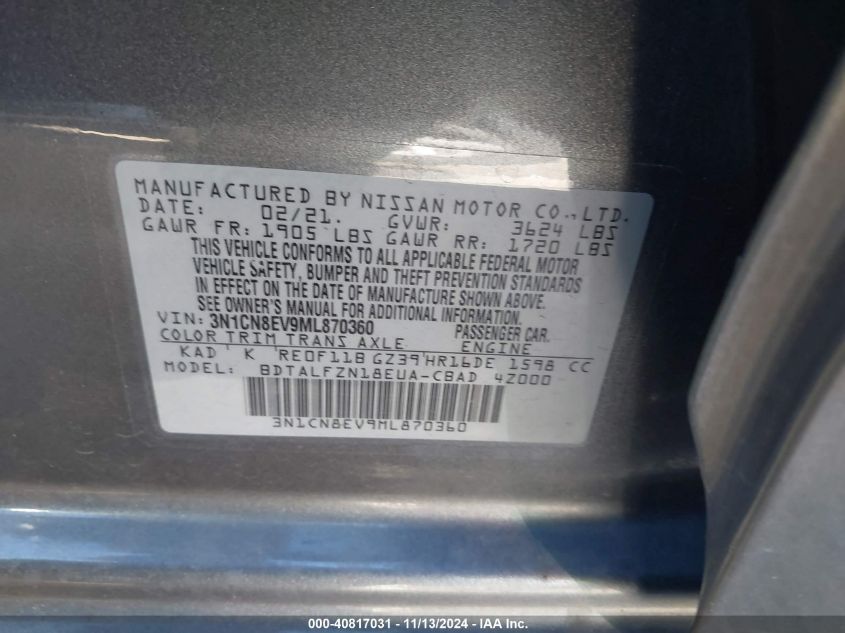 MANUFACTURED BY NISSAN MOTOR CO.,LTD.
DATE: 02/21. GVWR: 3624 LBS
GAWR FR: 1905 LBS GAWR RR: 1720 LBS
THIS VEHICLE CONFORMS TO ALL APPLICABLE FEDERAL MOTOR
VEHICLE SAFETY, BUMPER AND THEFT PREVENTION STANDARDS
IN EFFECT ON THE DATE OF MANUFACTURE SHOWN ABOVE.
SEE OWNER'S MANUAL FOR ADDITIONAL INFORMATION.
VIN: 3N1CN8EV9ML870360 PASSENGER CAR.
COLOR TRIM TRANS AXLE ENGINE
KAD K RE0F11B GZ39 HR16DE 1598 CC
MODEL: BDTALFZN18EUA-CBAD 4Z000
3N1CN8EV9ML870360
000-40817031 - 11/13/2024 - IAA Inc.